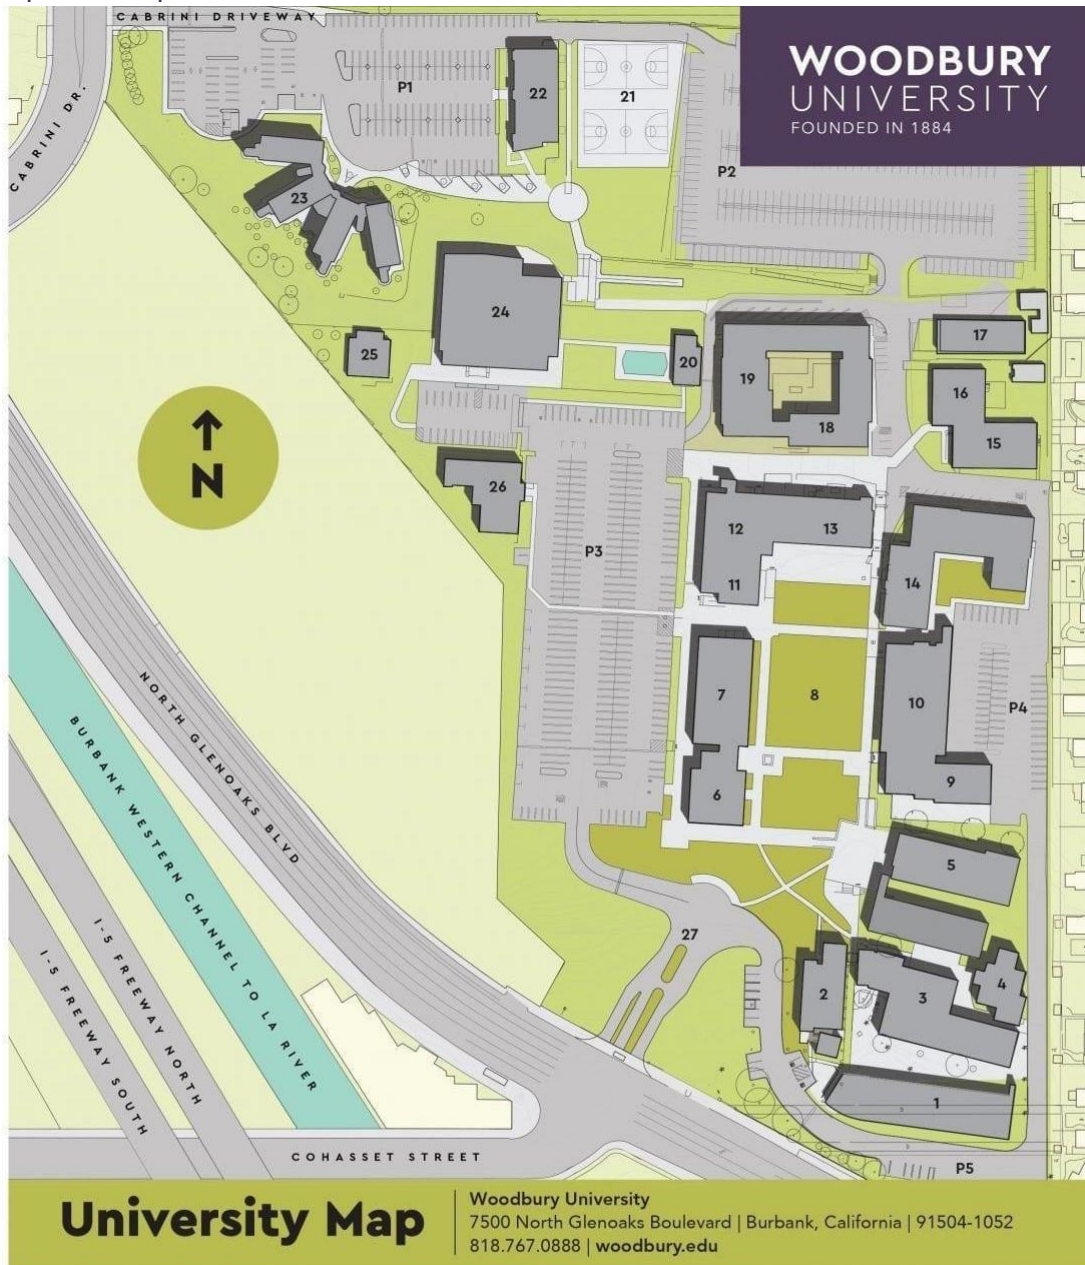 CABRINI DRIVEWAY
WOODBURY
UNIVERSITY
FOUNDED IN 1884
CABRINI DR.
P1
22
21
P2
23
24
25
20
19
18
17
16
15
N
26
12
13
11
14
P3
7
8
10
P4
6
9
5
NORTH GLENOAKS BLVD
BURBANK WESTERN CHANNEL TO LA RIVER
I-5 FREEWAY NORTH
I-5 FREEWAY SOUTH
27
2
3
4
1
COHASSET STREET
P5
University Map
Woodbury University
7500 North Glenoaks Boulevard | Burbank, California | 91504-1052
818.767.0888 | woodbury.edu